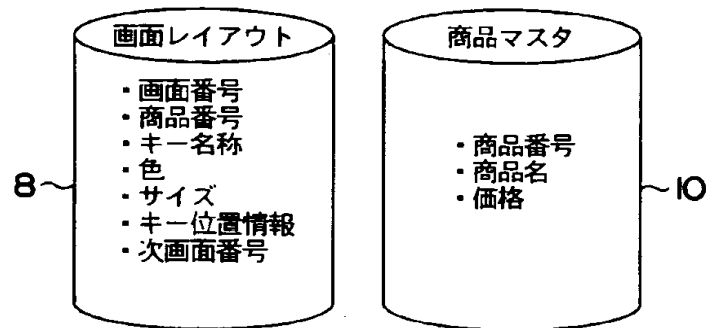 画面レイアウト
・画面番号
・商品番号
・キー名称
・色
・サイズ
・キー位置情報
・次画面番号
8
商品マスタ
・商品番号
・商品名
・価格
10